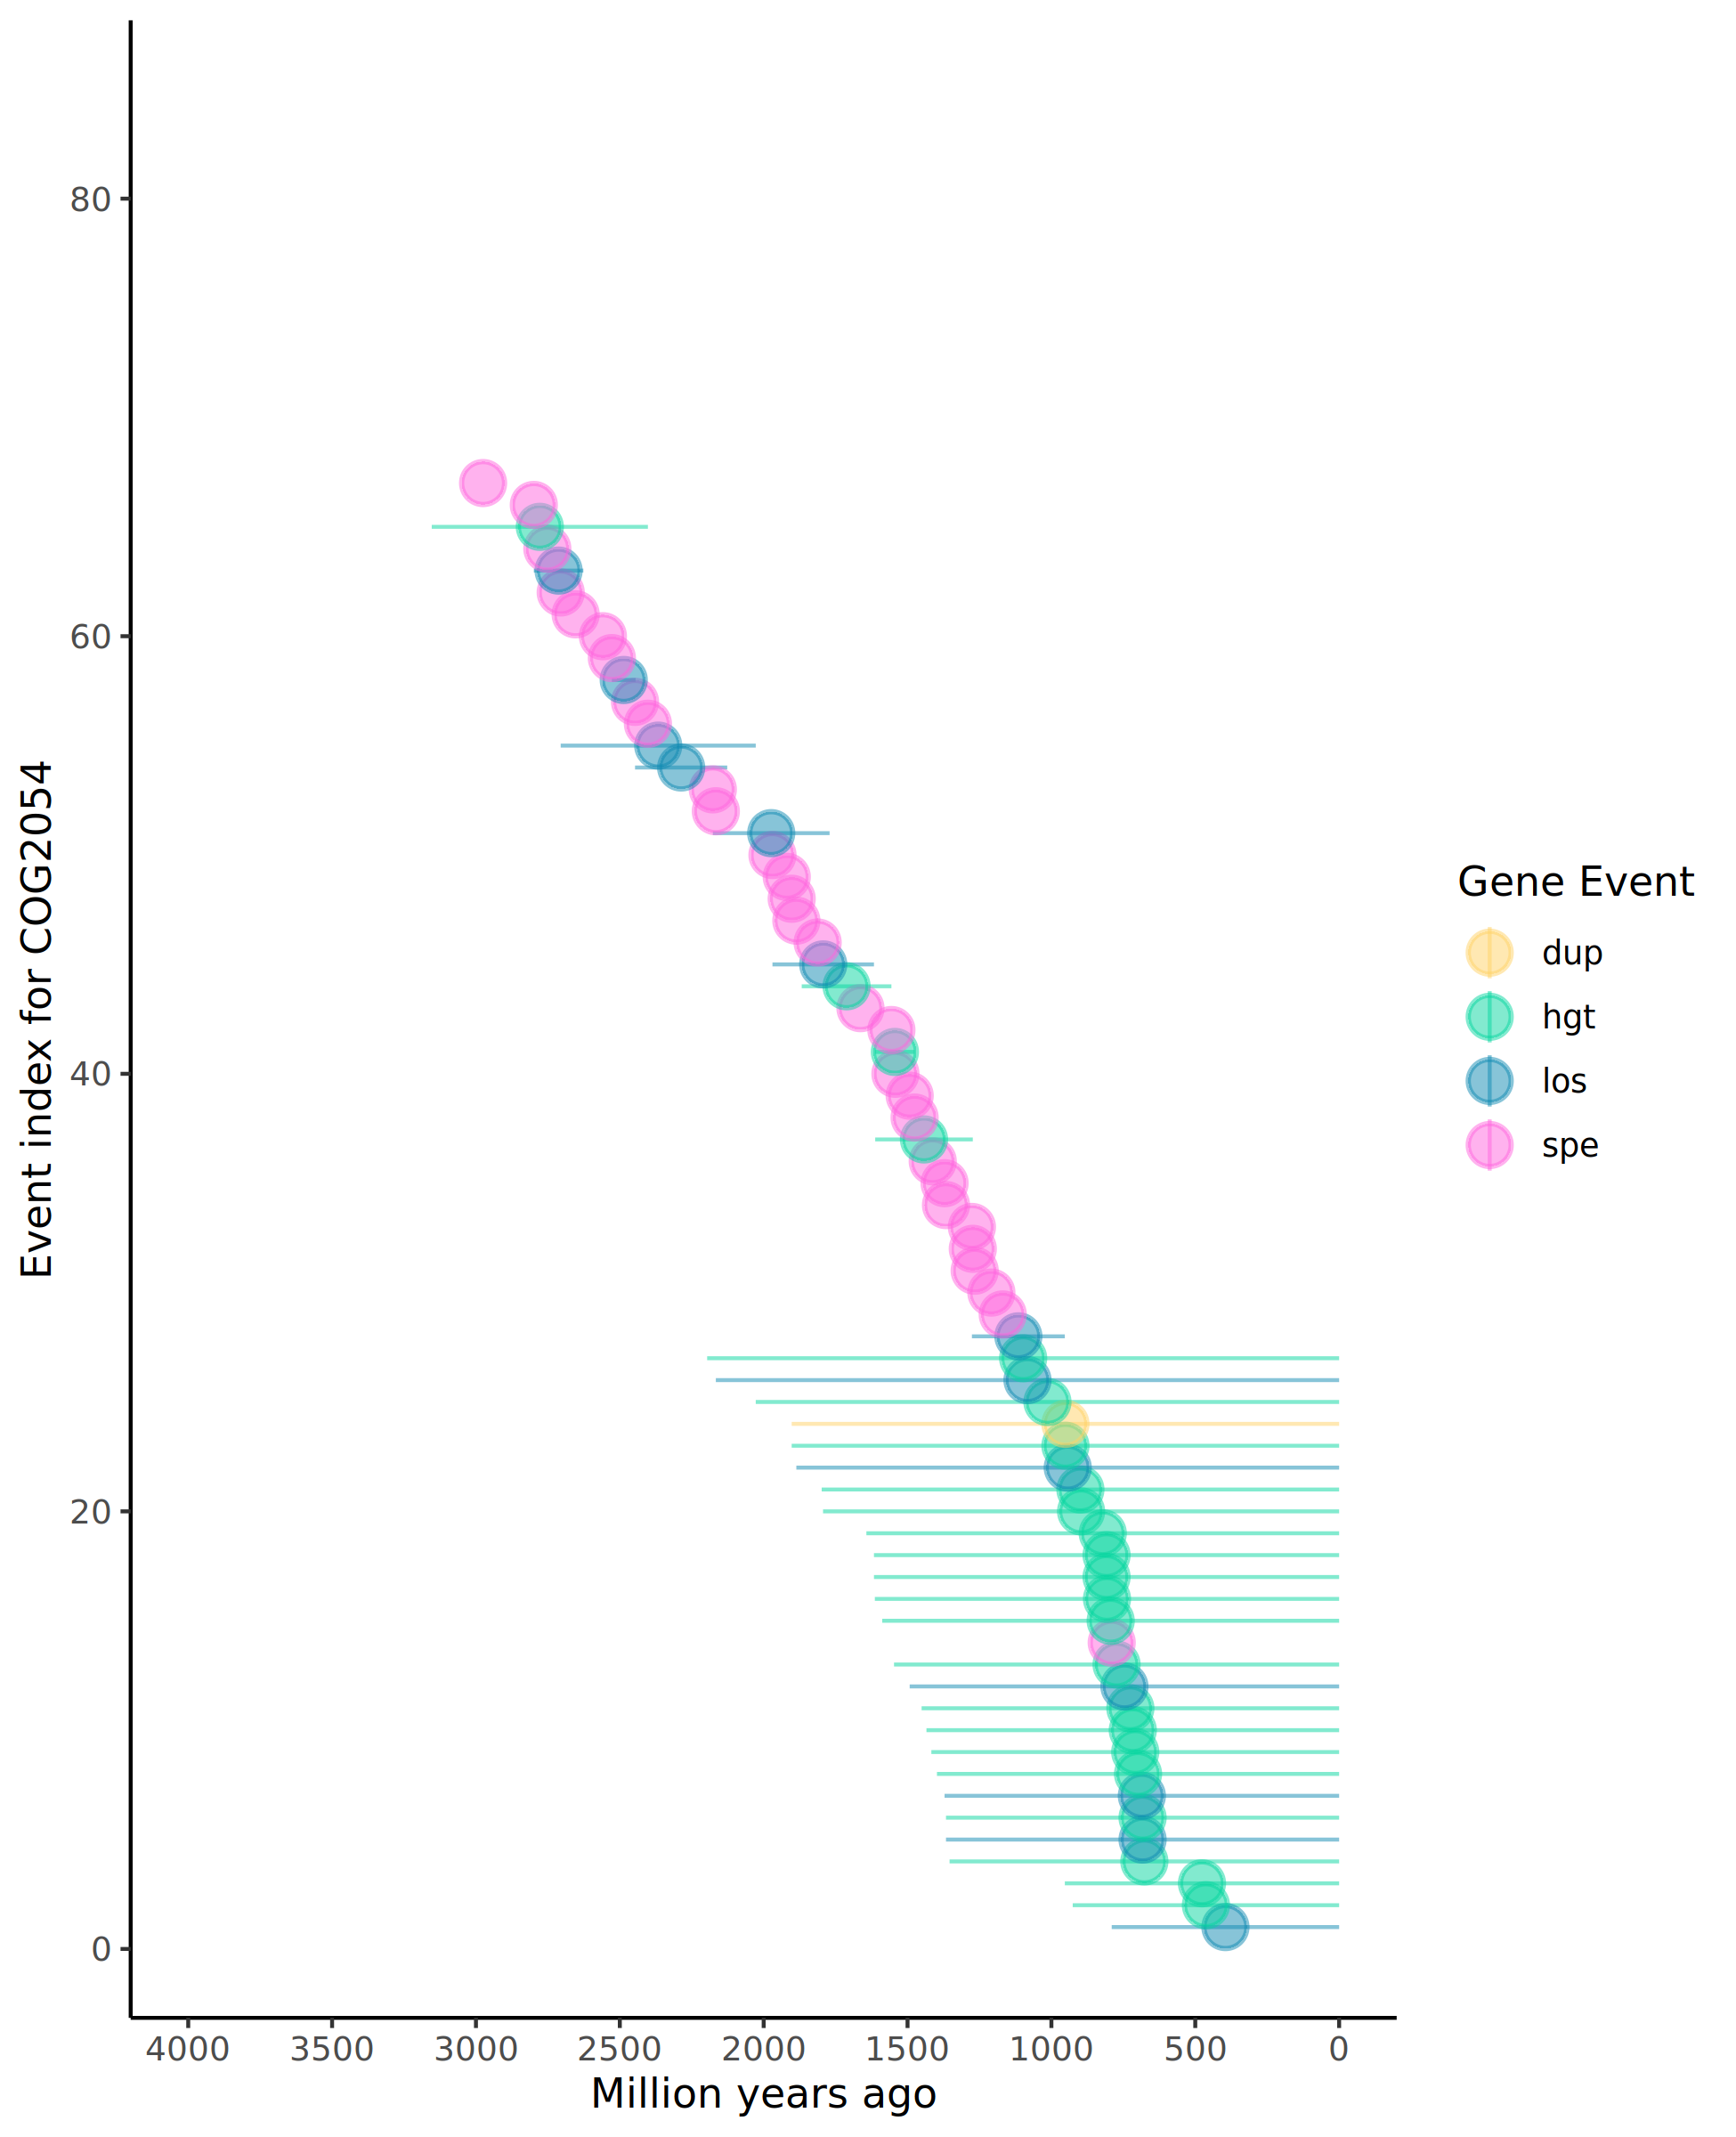 80
60
40
20
0
Event index for COG2054
4000 3500 3000 2500 2000 1500 1000 500 0
Million years ago
Gene Event
dup
hgt
los
spe